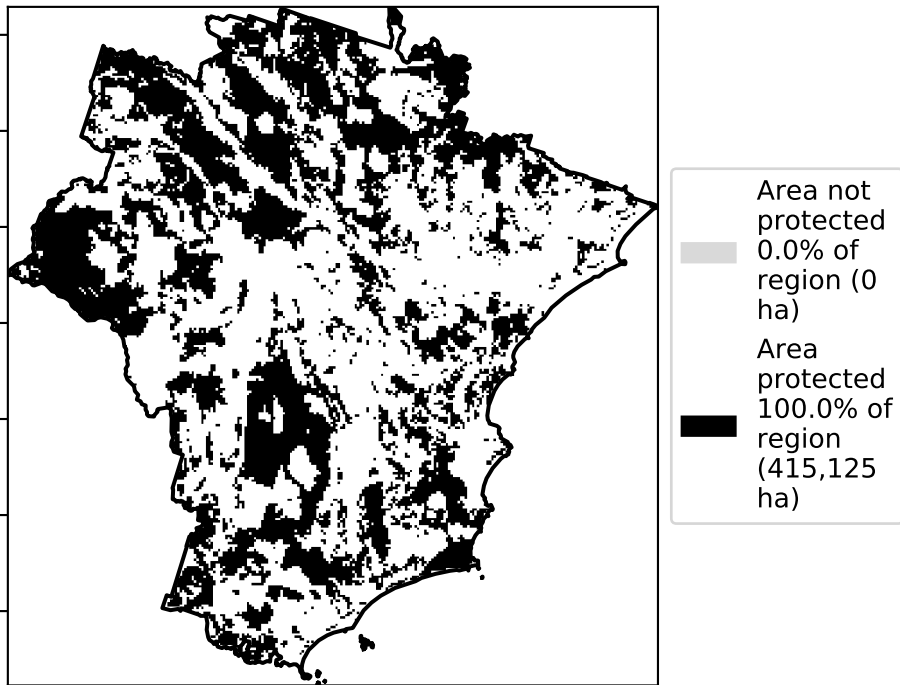 Area not
protected
0.0% of
region (0
ha)
Area
protected
100.0% of
region
(415,125
ha)